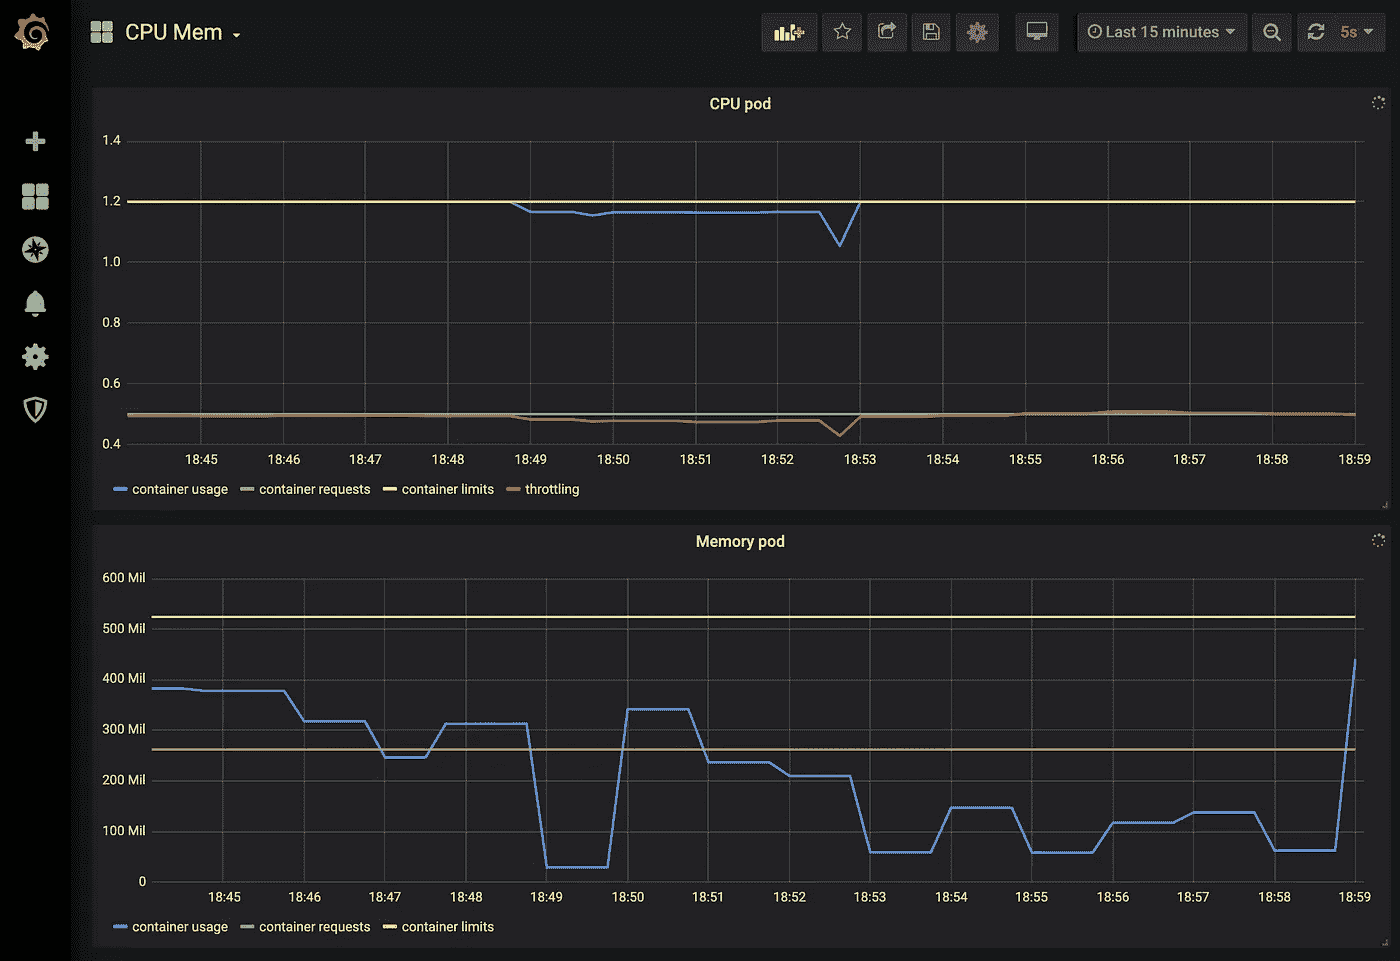 CPU Mem
Last 15 minutes
5s
CPU pod
1.4
1.2
1.0
0.8
0.6
0.4
18:45 18:46 18:47 18:48 18:49 18:50 18:51 18:52 18:53 18:54 18:55 18:56 18:57 18:58 18:59
container usage container requests container limits throttling
Memory pod
600 Mil
500 Mil
400 Mil
300 Mil
200 Mil
100 Mil
0
18:45 18:46 18:47 18:48 18:49 18:50 18:51 18:52 18:53 18:54 18:55 18:56 18:57 18:58 18:59
container usage container requests container limits